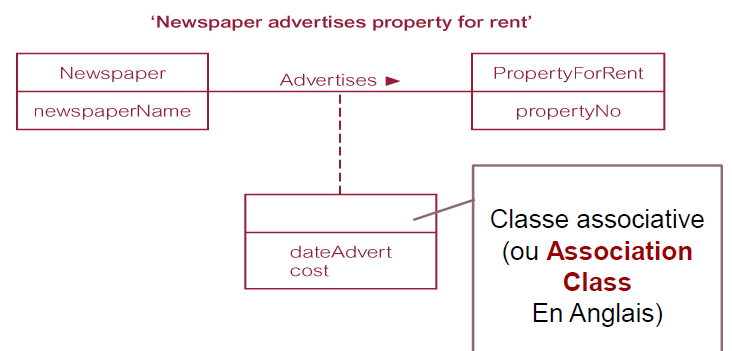 ‘Newspaper advertises property for rent’
Newspaper
Advertises ►
PropertyForRent
newspaperName
propertyNo
dateAdvert
cost
Classe associative
(ou Association
Class
En Anglais)